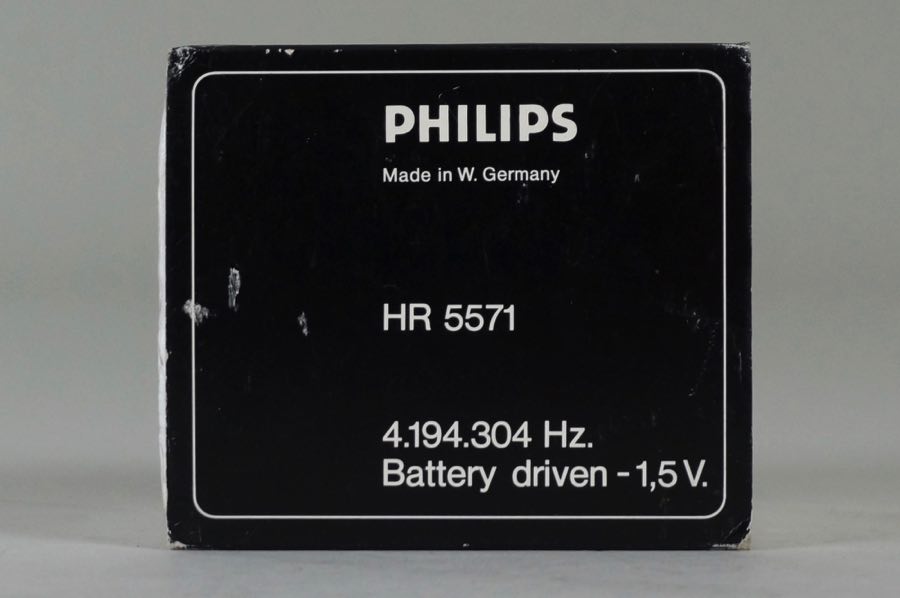 PHILIPS
Made in W. Germany
HR 5571
4.194.304 Hz.
Battery driven - 1,5 V.